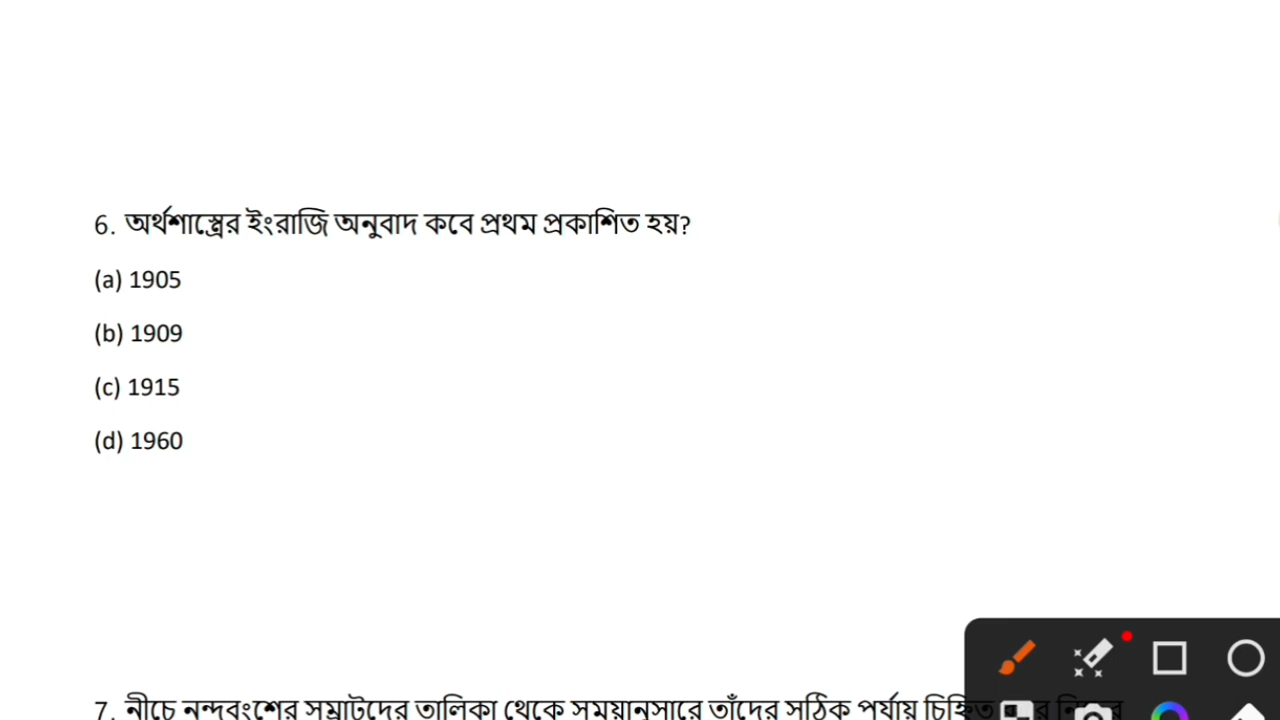 6. অর্থশাস্ত্রের ইংরাজি অনুবাদ কবে প্রথম প্রকাশিত হয়?
(a) 1905
(b) 1909
(c) 1915
(d) 1960
7. নীচে নন্দবংশের সম্রাটদের তালিকা থেকে সময়ানুসারে তাঁদের সঠিক পর্যায় চিহ্নিত